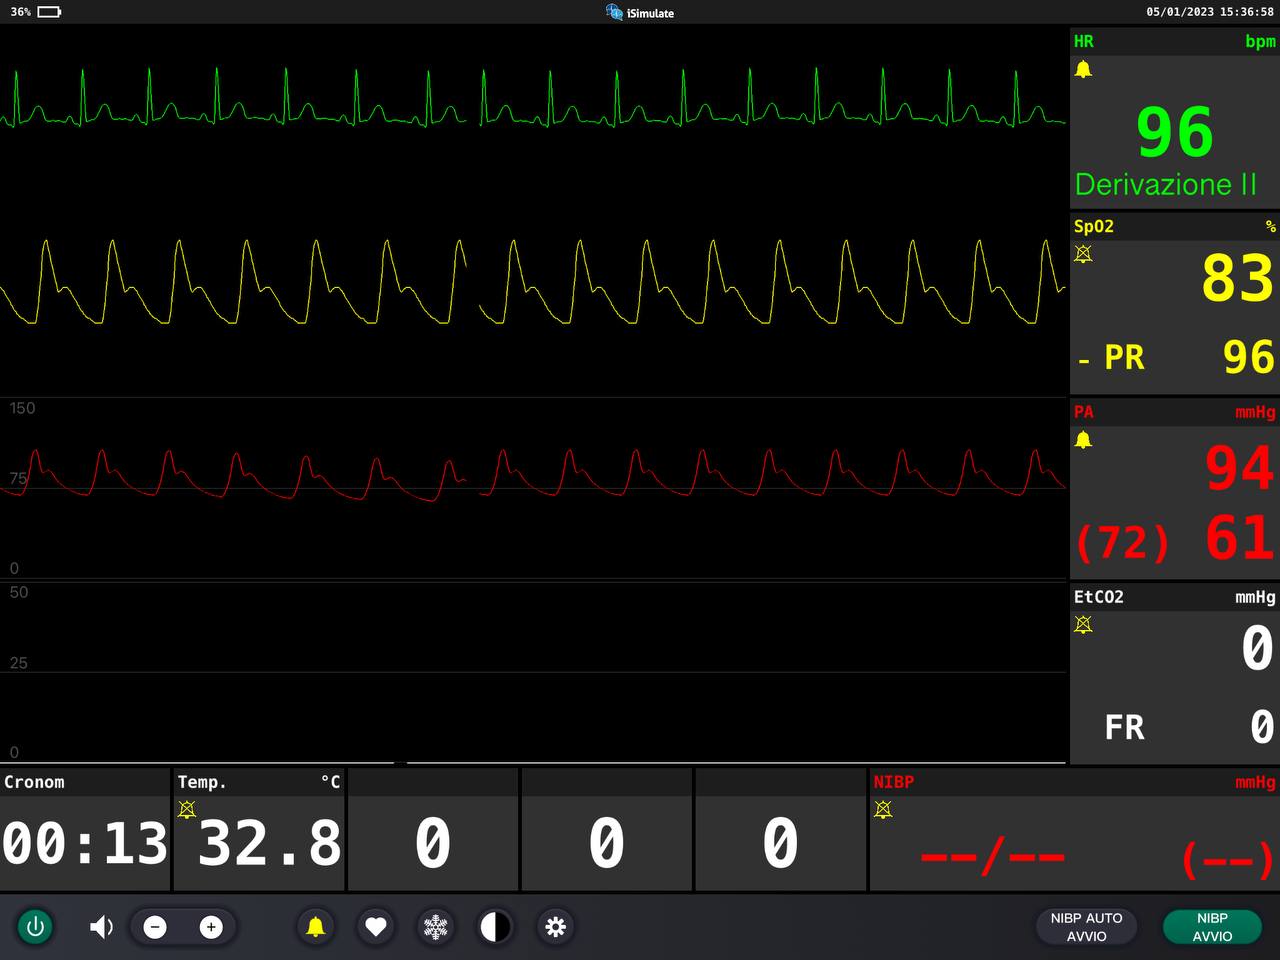 36%
iSimulate
05/01/2023 15:36:58
HR bpm
96
Derivazione II
SpO2 %
83
- PR 96
150
75
0
PA mmHg
94
(72) 61
50
25
0
EtCO2 mmHg
0
FR 0
Cronom
00:13
Temp. °C
32.8
0
0
0
NIBP mmHg
--/-- (--)
NIBP AUTO
AVVIO
NIBP
AVVIO